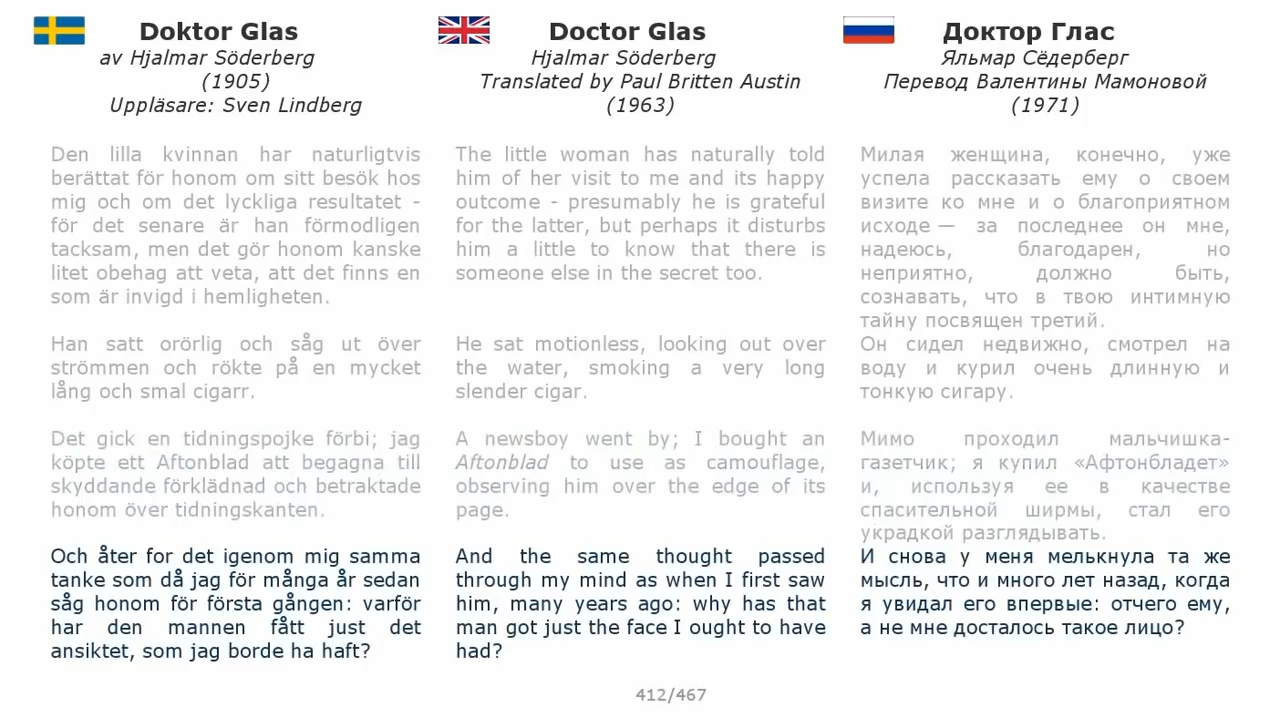 Doktor Glas
av Hjalmar Söderberg
(1905)
Uppläsare: Sven Lindberg
Den lilla kvinnan har naturligtvis
berättat för honom om sitt besök hos
mig och om det lyckliga resultatet -
för det senare är han förmodligen
tacksam, men det gör honom kanske
litet obehag att veta, att det finns en
som är invigd i hemligheten.
Han satt orörlig och såg ut över
strömmen och rökte på en mycket
lång och smal cigarr.
Det gick en tidningspojke förbi; jag
köpte ett Aftonblad att begagna till
skyddande förklädnad och betraktade
honom över tidningskanten.
Och åter for det igenom mig samma
tanke som då jag för många år sedan
såg honom för första gången: varför
har den mannen fått just det
ansiktet, som jag borde ha haft?
Doctor Glas
Hjalmar Söderberg
Translated by Paul Britten Austin
(1963)
The little woman has naturally told
him of her visit to me and its happy
outcome - presumably he is grateful
for the latter, but perhaps it disturbs
him a little to know that there is
someone else in the secret too.
He sat motionless, looking out over
the water, smoking a very long
slender cigar.
A newsboy went by; I bought an
Aftonblad to use as camouflage,
observing him over the edge of its
page.
And the same thought passed
through my mind as when I first saw
him, many years ago: why has that
man got just the face I ought to have
had?
Доктор Глас
Яльмар Сёдерберг
Перевод Валентины Мамоновой
(1971)
Милая женщина, конечно, уже
успела рассказать ему о своем
визите ко мне и о благоприятном
исходе — за последнее он мне,
надеюсь, благодарен, но
неприятно, должно быть,
сознавать, что в твою интимную
тайну посвящен третий.
Он сидел недвижно, смотрел на
воду и курил очень длинную и
тонкую сигару.
Мимо проходил мальчишка-
газетчик; я купил «Афтонбладет»
и, используя ее в качестве
спасительной ширмы, стал его
украдкой разглядывать.
И снова у меня мелькнула та же
мысль, что и много лет назад, когда
я увидал его впервые: отчего ему,
а не мне досталось такое лицо?
412/467